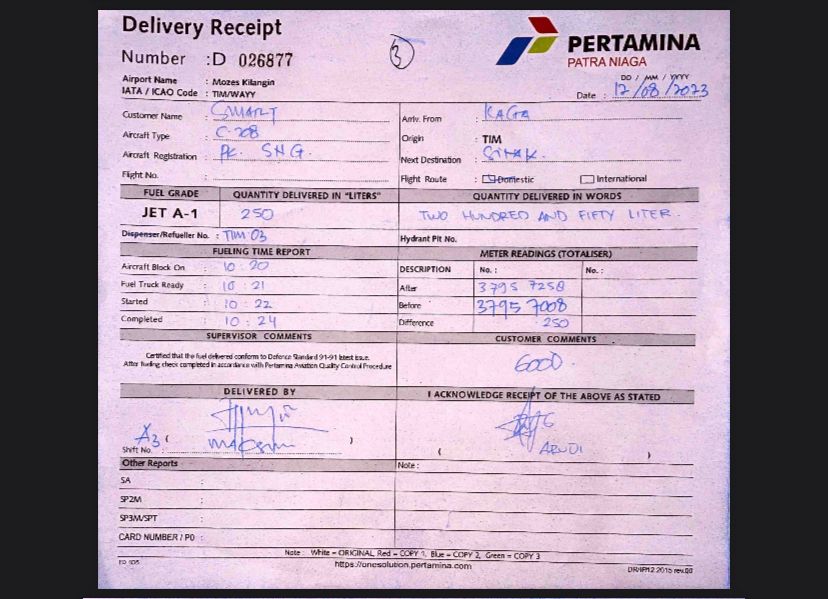 Delivery Receipt
Number : D 026877
3
PERTAMINA
PATRA NIAGA
Airport Name : Mozes Kilangin
IATA / ICAO Code : TIM/WAYY
DD / MM / YYYY
Date : 12/08/2023
Customer Name : SMART
Arriv. From : KAGA
Aircraft Type : C-208
Origin : TIM
Aircraft Registration : PK. SNG.
Next Destination : SINAK.
Flight No. :
Flight Route : Domestic International
FUEL GRADE QUANTITY DELIVERED IN "LITERS" QUANTITY DELIVERED IN WORDS
JET A-1 250 TWO HUNDRED AND FIFTY LITER.
Dispenser/Refueller No. : TIM 03 Hydrant Pit No.
FUELING TIME REPORT METER READINGS (TOTALISER)
Aircraft Block On : 10 : 20 DESCRIPTION No. : No. :
Fuel Truck Ready : 10 : 21 After 3795 7258
Started : 10 : 22 Before 3795 7008
Completed : 10 : 24 Difference 250
SUPERVISOR COMMENTS CUSTOMER COMMENTS
Certified that the fuel delivered conform to Defence Standard 91-91 latest issue.
After fueling check completed in accordance with Pertamina Aviation Quality Control Procedure
GOOD.
DELIVERED BY I ACKNOWLEDGE RECEIPT OF THE ABOVE AS STATED
Shift No. A3 ( ) ( )
Other Reports Note :
SA :
SP2M :
SP3M/SPT :
CARD NUMBER / PO :
Note : White = ORIGINAL Red = COPY 1, Blue = COPY 2, Green = COPY 3
https://onesolution.pertamina.com